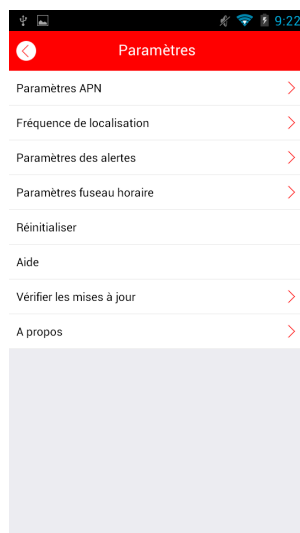 9:22
Paramètres
Paramètres APN
Fréquence de localisation
Paramètres des alertes
Paramètres fuseau horaire
Réinitialiser
Aide
Vérifier les mises à jour
A propos